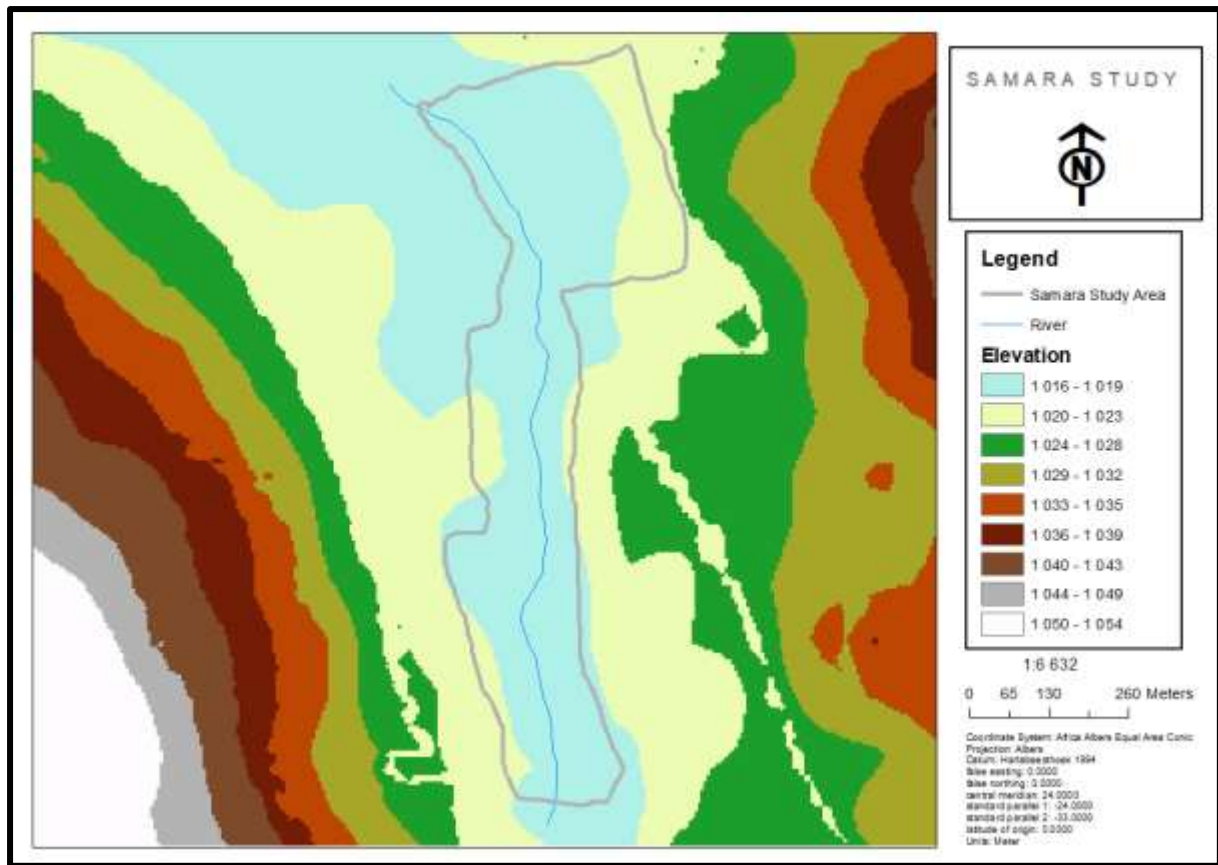 SAMARA STUDY
N
Legend
Samara Study Area
River
Elevation
1 016 - 1 019
1 020 - 1 023
1 024 - 1 028
1 029 - 1 032
1 033 - 1 035
1 036 - 1 039
1 040 - 1 043
1 044 - 1 049
1 050 - 1 054
1:6 632
0 65 130 260 Meters
Coordinate System: Africa Albers Equal Area Conic
Projection: Albers
Datum: Hartebeesthoek 1994
false easting: 0.0000
false northing: 0.0000
central meridian: 24.0000
standard parallel 1: -24.0000
standard parallel 2: -33.0000
latitude of origin: 0.0000
Units: Meter